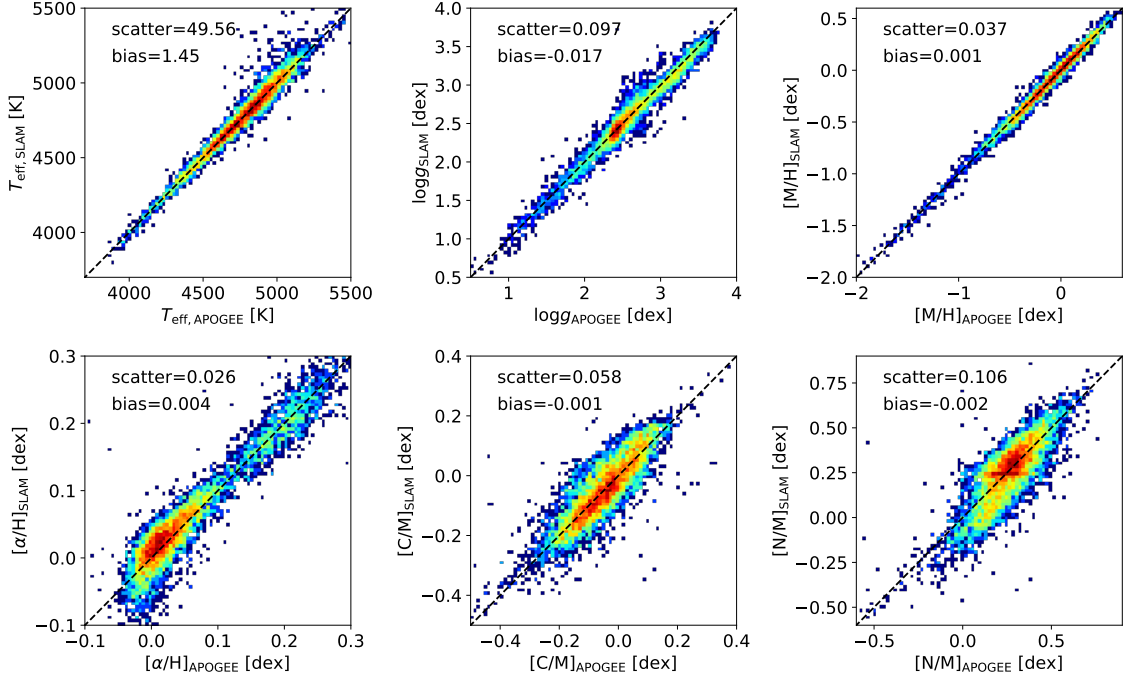 5500
5000
4500
4000
T_eff, SLAM [K]
scatter=49.56
bias=1.45
4000 4500 5000 5500
T_eff, APOGEE [K]
4.0
3.5
3.0
2.5
2.0
1.5
1.0
0.5
logg_SLAM [dex]
scatter=0.097
bias=-0.017
1 2 3 4
logg_APOGEE [dex]
0.5
0.0
−0.5
−1.0
−1.5
−2.0
[M/H]_SLAM [dex]
scatter=0.037
bias=0.001
−2 −1 0
[M/H]_APOGEE [dex]
0.3
0.2
0.1
0.0
−0.1
[α/H]_SLAM [dex]
scatter=0.026
bias=0.004
−0.1 0.0 0.1 0.2 0.3
[α/H]_APOGEE [dex]
0.4
0.2
0.0
−0.2
−0.4
[C/M]_SLAM [dex]
scatter=0.058
bias=-0.001
−0.4 −0.2 0.0 0.2 0.4
[C/M]_APOGEE [dex]
0.75
0.50
0.25
0.00
−0.25
−0.50
[N/M]_SLAM [dex]
scatter=0.106
bias=-0.002
−0.5 0.0 0.5
[N/M]_APOGEE [dex]